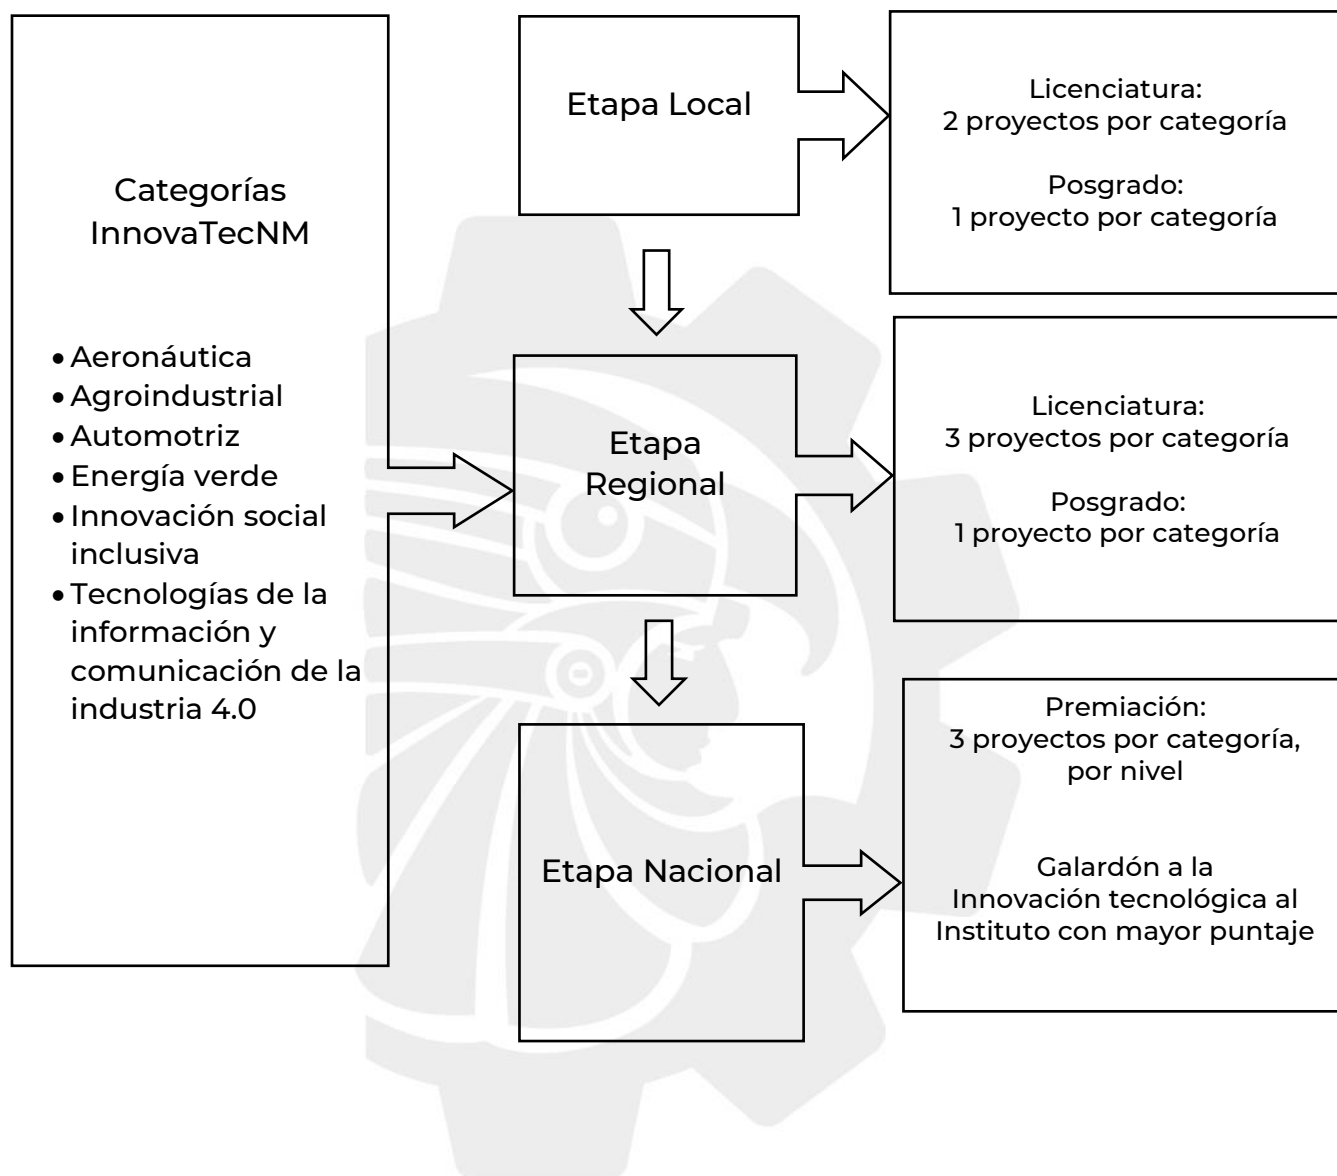 Categorías
InnovaTecNM
• Aeronáutica
• Agroindustrial
• Automotriz
• Energía verde
• Innovación social
inclusiva
• Tecnologías de la
información y
comunicación de la
industria 4.0
Etapa Local
Licenciatura:
2 proyectos por categoría
Posgrado:
1 proyecto por categoría
Etapa
Regional
Licenciatura:
3 proyectos por categoría
Posgrado:
1 proyecto por categoría
Etapa Nacional
Premiación:
3 proyectos por categoría,
por nivel
Galardón a la
Innovación tecnológica al
Instituto con mayor puntaje